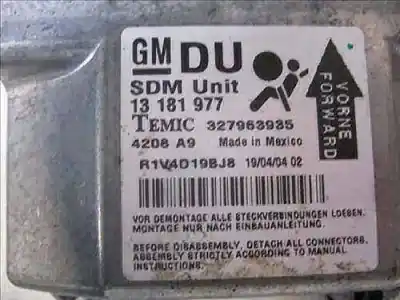 GM DU
SDM Unit
13 181 977
TEMIC 327963935
4208 A9 Made in Mexico
R1V4D19BJ8 19/04/04 02
VORNE
FORWARD
VOR DEMONTAGE ALLE STECKVERBINDUNGEN LOESEN.
MONTAGE NUR NACH EINBAUANLEITUNG.
BEFORE DISASSEMBLY, DETACH ALL CONNECTORS.
ASSEMBLY STRICTLY ACCORDING TO MANUAL
INSTRUCTIONS.